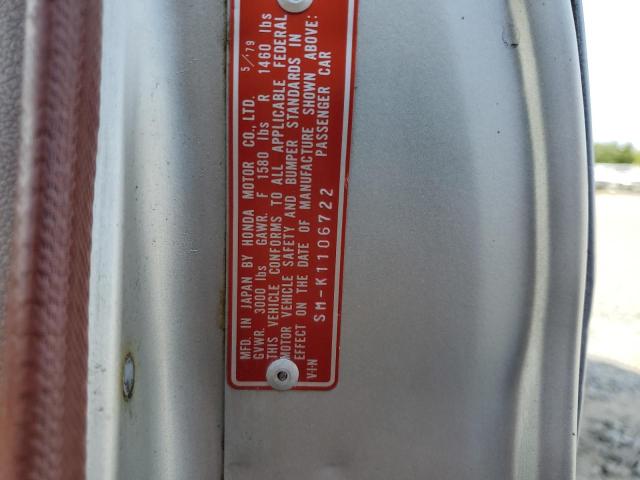 MFD. IN JAPAN BY HONDA MOTOR CO., LTD. 5/'79
GVWR. 3000 lbs GAWR. F 1580 lbs R 1460 lbs
THIS VEHICLE CONFORMS TO ALL APPLICABLE FEDERAL
MOTOR VEHICLE SAFETY AND BUMPER STANDARDS IN
EFFECT ON THE DATE OF MANUFACTURE SHOWN ABOVE:
V·I·N SM-K1106722 PASSENGER CAR